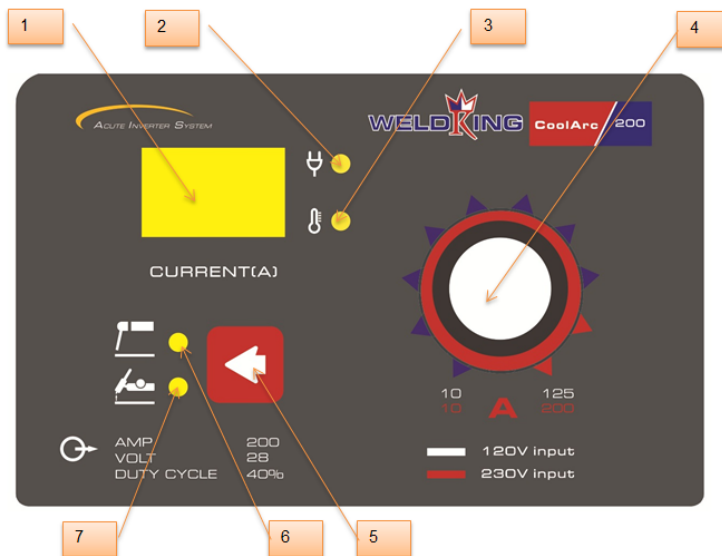 1
2
3
4
ACUTE INVERTER SYSTEM
WELDKING
CoolArc 200
CURRENT(A)
10 125
10 A 200
AMP 200
VOLT 28
DUTY CYCLE 40%
120V input
230V input
7
6
5